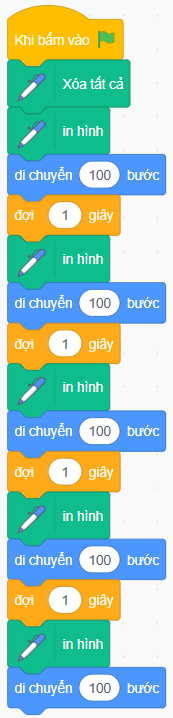 Khi bấm vào
Xóa tất cả
in hình
di chuyển 100 bước
đợi 1 giây
in hình
di chuyển 100 bước
đợi 1 giây
in hình
di chuyển 100 bước
đợi 1 giây
in hình
di chuyển 100 bước
đợi 1 giây
in hình
di chuyển 100 bước